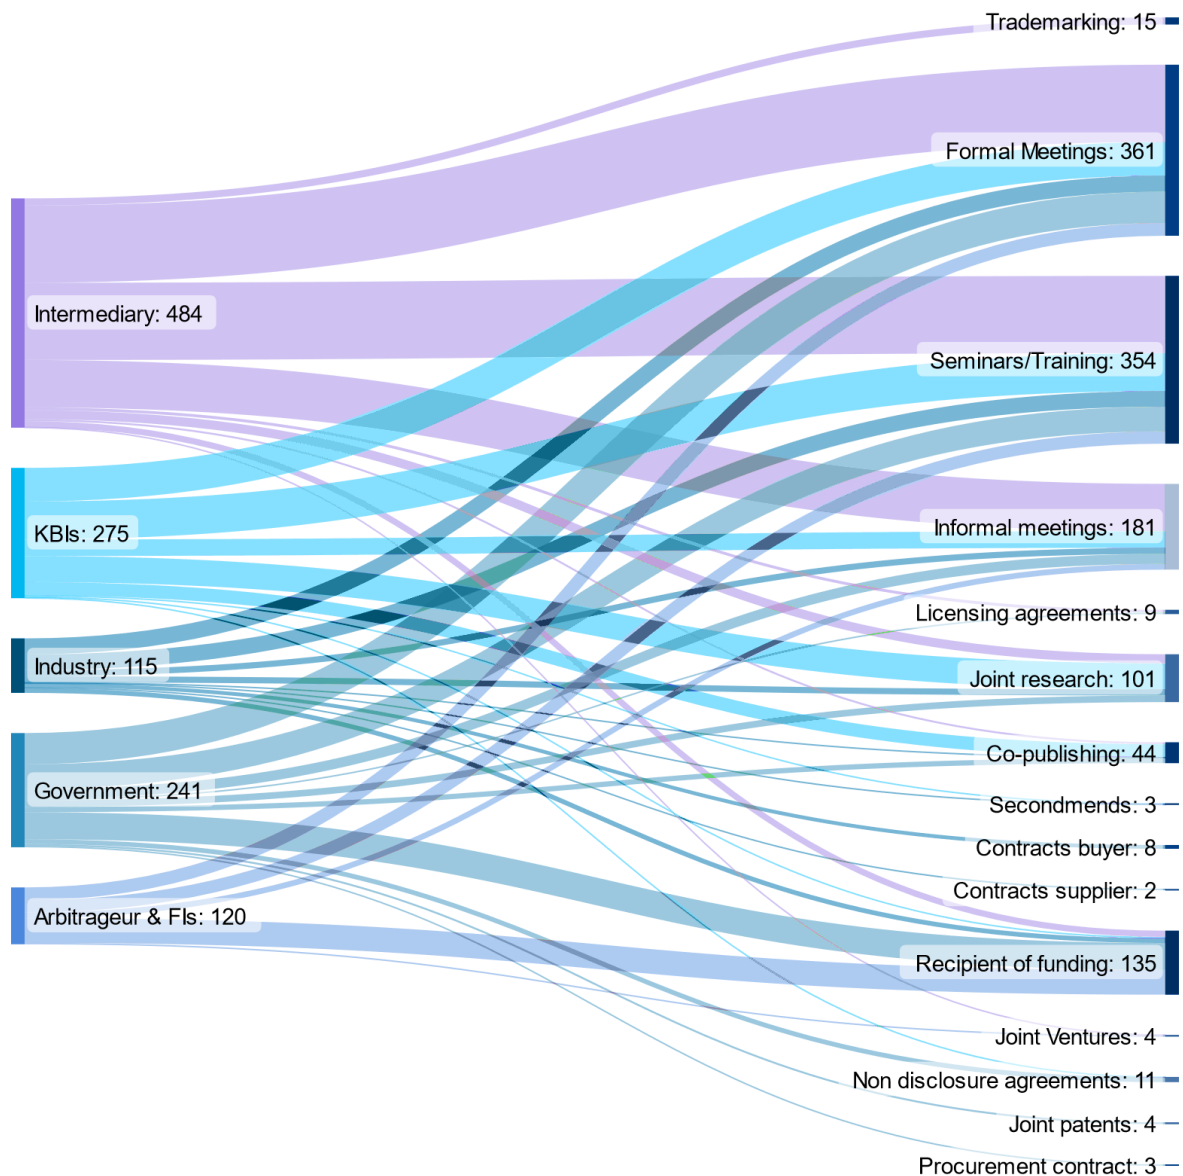 Trademarking: 15
Formal Meetings: 361
Intermediary: 484
Seminars/Training: 354
KBIs: 275
Informal meetings: 181
Licensing agreements: 9
Industry: 115
Joint research: 101
Co-publishing: 44
Government: 241
Secondmends: 3
Contracts buyer: 8
Contracts supplier: 2
Arbitrageur & FIs: 120
Recipient of funding: 135
Joint Ventures: 4
Non disclosure agreements: 11
Joint patents: 4
Procurement contract: 3